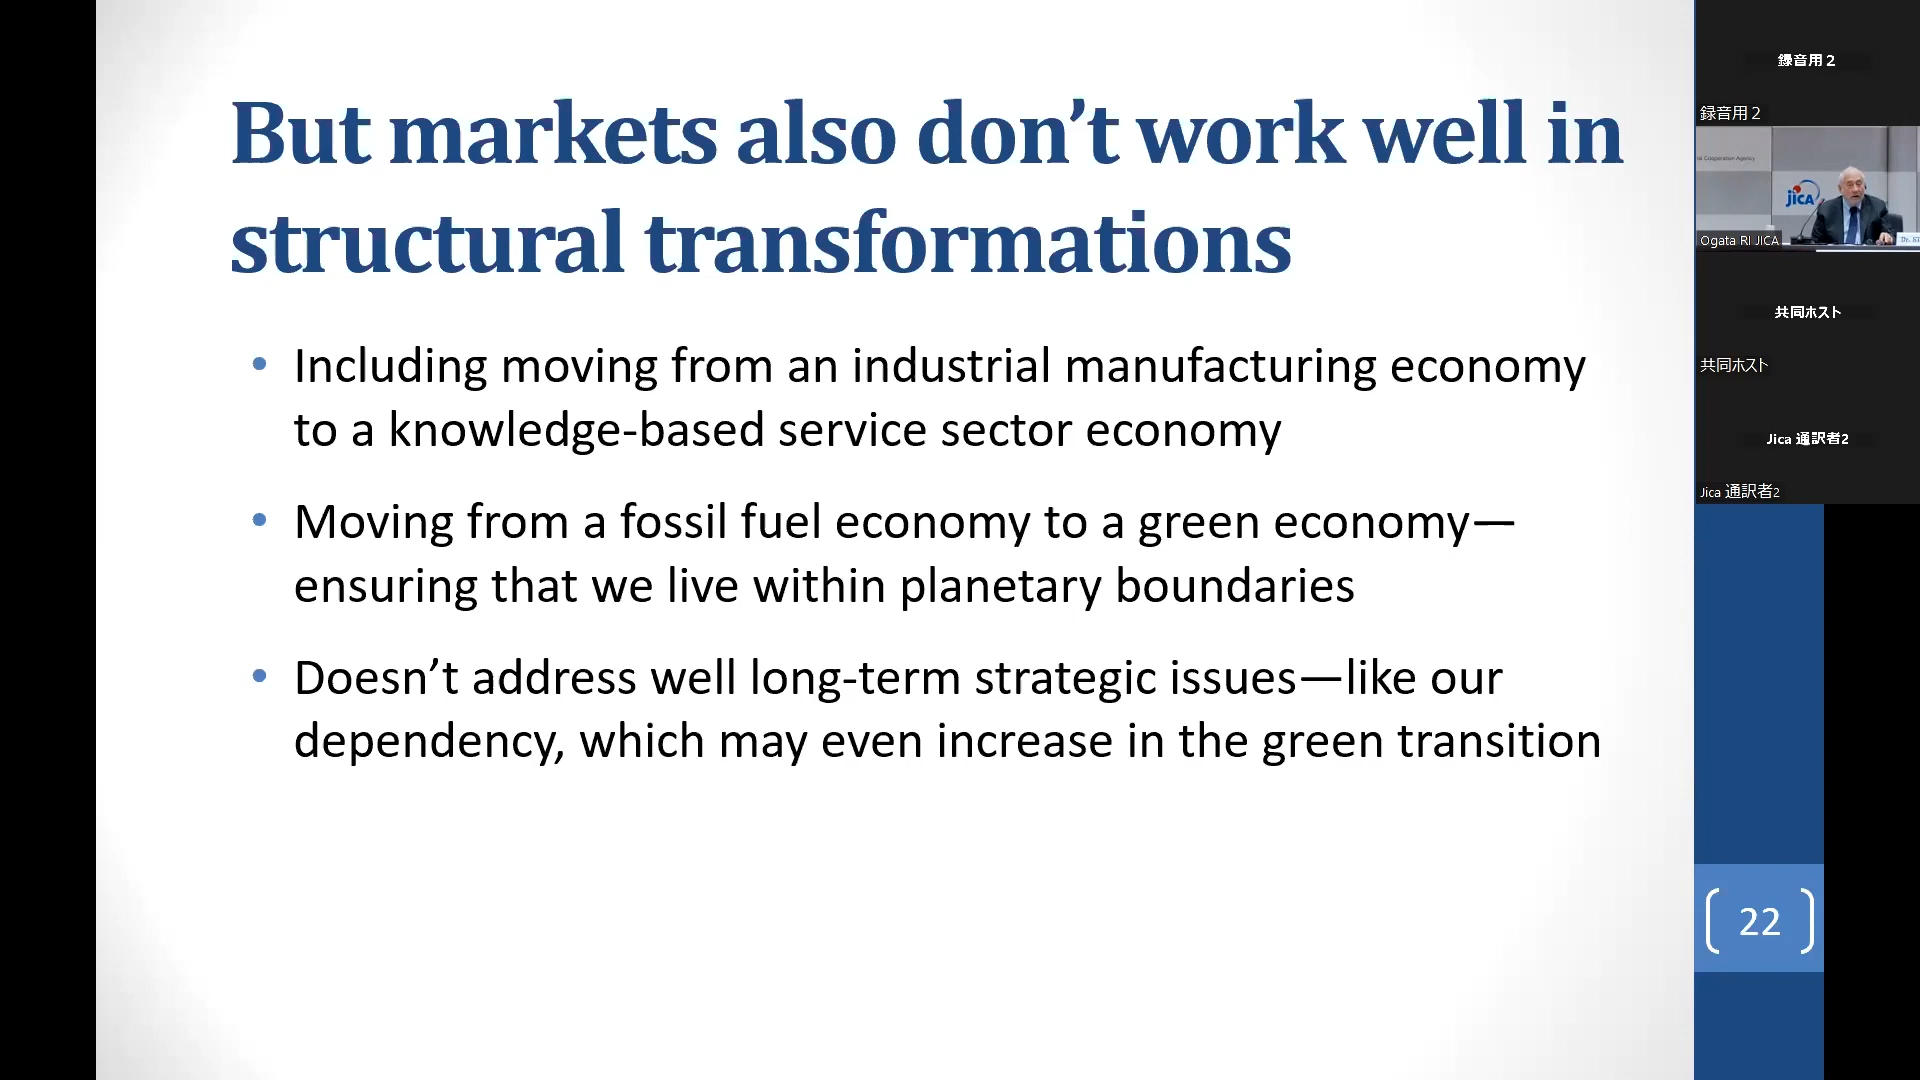 But markets also don’t work well in
structural transformations
• Including moving from an industrial manufacturing economy
to a knowledge-based service sector economy
• Moving from a fossil fuel economy to a green economy—
ensuring that we live within planetary boundaries
• Doesn’t address well long-term strategic issues—like our
dependency, which may even increase in the green transition
22
録音用２
録音用２
Cooperation Agency
jICA
Dr.
Ogata RI JICA
共同ホスト
共同ホスト
Jica 通訳者2
Jica 通訳者2